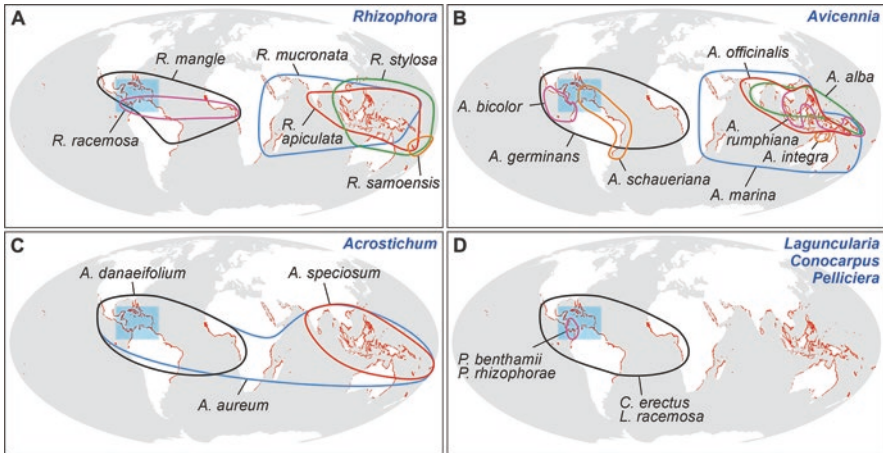 A
Rhizophora
R. mangle
R. mucronata
R. stylosa
R. racemosa
R.
apiculata
R. samoensis
B
Avicennia
A. officinalis
A. alba
A. bicolor
A. germinans
A. schaueriana
A.
rumphiana
A. integra
A. marina
C
Acrostichum
A. danaeifolium
A. speciosum
A. aureum
D
Laguncularia
Conocarpus
Pelliciera
P. benthamii
P. rhizophorae
C. erectus
L. racemosa